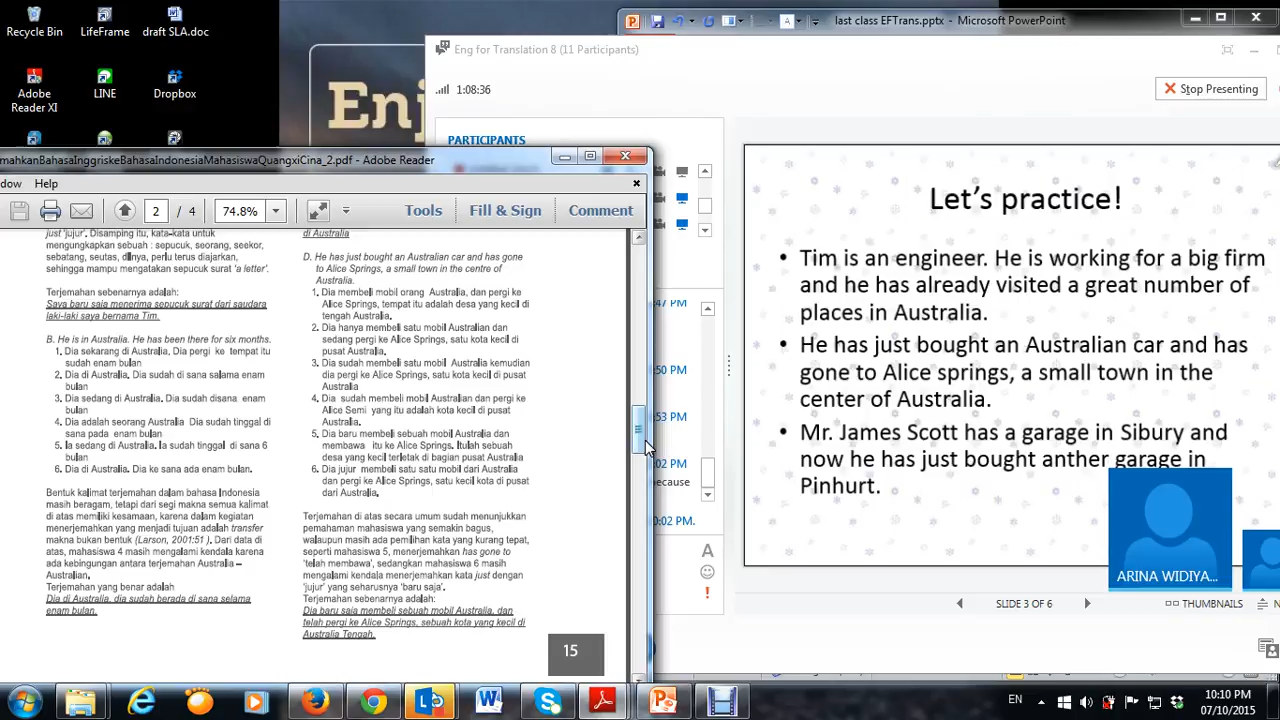 Recycle Bin
LifeFrame
draft SLA.doc
Adobe
Reader XI
LINE
Dropbox
Enj
last class EFTrans.pptx - Microsoft PowerPoint
Eng for Translation 8 (11 Participants)
1:08:36
Stop Presenting
PARTICIPANTS
mahkanBahasaInggriskeBahasaIndonesiaMahasiswaQuangxiCina_2.pdf - Adobe Reader
dow Help
2 / 4
74.8%
Tools
Fill & Sign
Comment
just 'jujur'. Disamping itu, kata-kata untuk
mengungkapkan sebuah : sepucuk, seorang, seekor,
sebatang, seutas, dllnya, perlu terus diajarkan,
sehingga mampu mengatakan sepucuk surat 'a letter'.
Terjemahan sebenarnya adalah:
Saya baru saja menerima sepucuk surat dari saudara
laki-laki saya bernama Tim.
B. He is in Australia. He has been there for six months.
1. Dia sekarang di Australia, Dia pergi ke tempat itu
sudah enam bulan
2. Dia di Australia. Dia sudah di sana salama enam
bulan
3. Dia sedang di Australia. Dia sudah disana enam
bulan
4. Dia adalah seorang Australia Dia sudah tinggal di
sana pada enam bulan
5. Ia sedang di Australia. Ia sudah tinggal di sana 6
bulan
6. Dia di Australia. Dia ke sana ada enam bulan.
Bentuk kalimat terjemahan dalam bahasa Indonesia
masih beragam, tetapi dari segi makna semua kalimat
di atas memiliki kesamaan, karena dalam kegiatan
menerjemahkan yang menjadi tujuan adalah transfer
makna bukan bentuk (Larson, 2001:51 ). Dari data di
atas, mahasiswa 4 masih mengalami kendala karena
ada kebingungan antara terjemahan Australia –
Australian.
Terjemahan yang benar adalah
Dia di Australia, dia sudah berada di sana selama
enam bulan.
di Australia
D. He has just bought an Australian car and has gone
to Alice Springs, a small town in the centre of
Australia.
1. Dia membeli mobil orang Australia, dan pergi ke
Alice Springs, tempat itu adalah desa yang kecil di
tengah Australia.
2. Dia hanya membeli satu mobil Australian dan
sedang pergi ke Alice Springs, satu kota kecil di
pusat Australia.
3. Dia sudah membeli satu mobil Australia kemudian
dia pergi ke Alice Springs, satu kota kecil di pusat
Australia
4. Dia sudah membeli mobil Australian dan pergi ke
Alice Semi yang itu adalah kota kecil di pusat
Australia.
5. Dia baru membeli sebuah mobil Australia dan
membawa itu ke Alice Springs. Itulah sebuah
desa yang kecil terletak di bagian pusat Australia
6. Dia jujur membeli satu satu mobil dari Australia
dan pergi ke Alice Springs, satu kecil kota di pusat
dari Australia.
Terjemahan di atas secara umum sudah menunjukkan
pemahaman mahasiswa yang semakin bagus,
walaupun masih ada pemilihan kata yang kurang tepat,
seperti mahasiswa 5, menerjemahkan has gone to
'telah membawa', sedangkan mahasiswa 6 masih
mengalami kendala menerjemahkan kata just dengan
'jujur' yang seharusnya 'baru saja'.
Terjemahan sebenarnya adalah:
Dia baru saja membeli sebuah mobil Australia, dan
telah pergi ke Alice Springs, sebuah kota yang kecil di
Australia Tengah.
15
:47 PM
:50 PM
:53 PM
:02 PM
because
0:02 PM.
Let's practice!
• Tim is an engineer. He is working for a big firm
and he has already visited a great number of
places in Australia.
• He has just bought an Australian car and has
gone to Alice springs, a small town in the
center of Australia.
• Mr. James Scott has a garage in Sibury and
now he has just bought anther garage in
Pinhurt.
ARINA WIDIYA...
SLIDE 3 OF 6
THUMBNAILS
N
EN
10:10 PM
07/10/2015